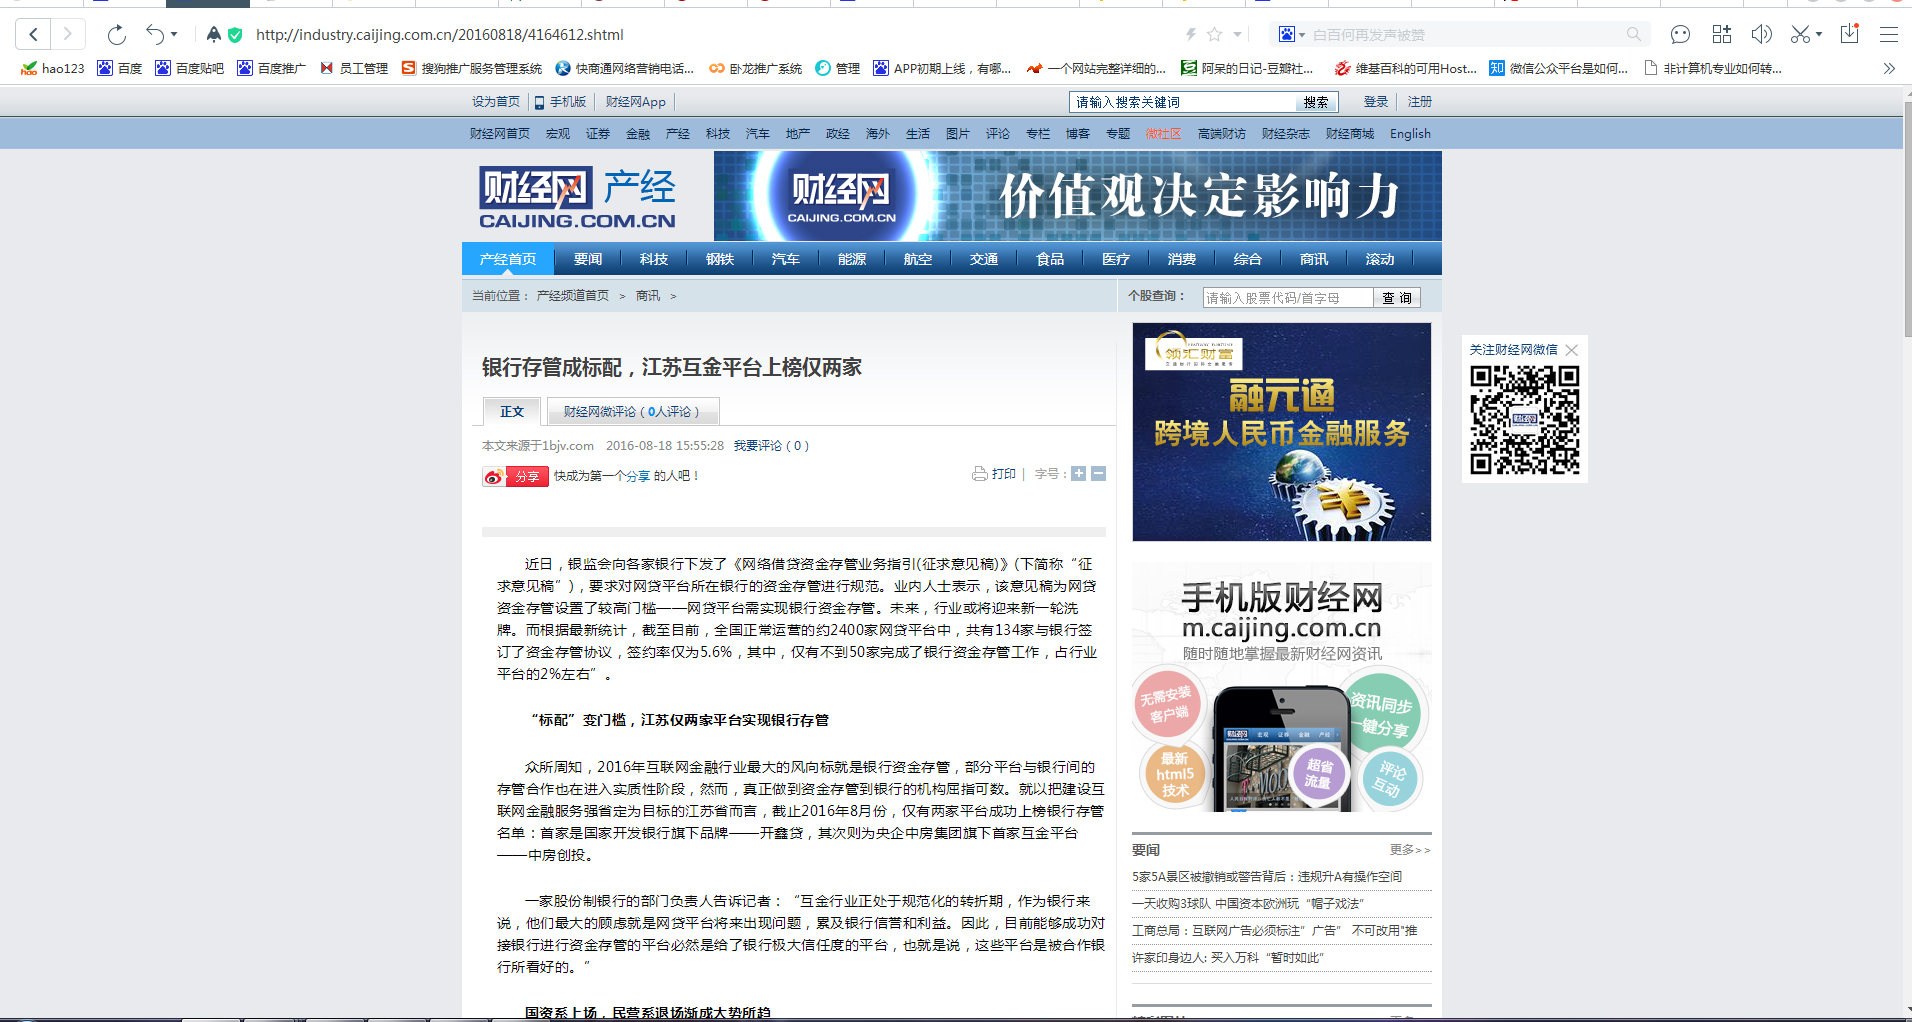 http://industry.caijing.com.cn/20160818/4164612.shtml
白百何再发声被赞
hao123 百度 百度贴吧 百度推广 员工管理 搜狗推广服务管理系统 快商通网络营销电话... 卧龙推广系统 管理 APP初期上线，有哪... 一个网站完整详细的... 阿呆的日记-豆瓣社... 维基百科的可用Host... 微信公众平台是如何... 非计算机专业如何转...
设为首页 手机版 财经网App 请输入搜索关键词 搜索 登录 注册
财经网首页 宏观 证券 金融 产经 科技 汽车 地产 政经 海外 生活 图片 评论 专栏 博客 专题 微社区 高端财访 财经杂志 财经商城 English
财经网 产经
CAIJING.COM.CN
财经网
CAIJING.COM.CN
价值观决定影响力
产经首页 要闻 科技 钢铁 汽车 能源 航空 交通 食品 医疗 消费 综合 商讯 滚动
当前位置： 产经频道首页 > 商讯 >
个股查询： 请输入股票代码/首字母 查 询
银行存管成标配，江苏互金平台上榜仅两家
正文 财经网微评论（0人评论）
本文来源于1bjv.com 2016-08-18 15:55:28 我要评论（0）
分享 快成为第一个分享 的人吧！
打印 | 字号：
近日，银监会向各家银行下发了《网络借贷资金存管业务指引(征求意见稿)》(下简称“征
求意见稿”)，要求对网贷平台所在银行的资金存管进行规范。业内人士表示，该意见稿为网贷
资金存管设置了较高门槛——网贷平台需实现银行资金存管。未来，行业或将迎来新一轮洗
牌。而根据最新统计，截至目前，全国正常运营的约2400家网贷平台中，共有134家与银行签
订了资金存管协议，签约率仅为5.6%，其中，仅有不到50家完成了银行资金存管工作，占行业
平台的2%左右”。
“标配”变门槛，江苏仅两家平台实现银行存管
众所周知，2016年互联网金融行业最大的风向标就是银行资金存管，部分平台与银行间的
存管合作也在进入实质性阶段，然而，真正做到资金存管到银行的机构屈指可数。就以把建设互
联网金融服务强省定为目标的江苏省而言，截止2016年8月份，仅有两家平台成功上榜银行存管
名单：首家是国家开发银行旗下品牌——开鑫贷，其次则为央企中房集团旗下首家互金平台
——中房创投。
一家股份制银行的部门负责人告诉记者：“互金行业正处于规范化的转折期，作为银行来
说，他们最大的顾虑就是网贷平台将来出现问题，累及银行信誉和利益。因此，目前能够成功对
接银行进行资金存管的平台必然是给了银行极大信任度的平台，也就是说，这些平台是被合作银
行所看好的。”
国资系上场，民营系退场渐成大势所趋
领汇财富
融元通
跨境人民币金融服务
手机版财经网
m.caijing.com.cn
随时随地掌握最新财经网资讯
无需安装
客户端
资讯同步
一键分享
最新
html5
技术
超省
流量
评论
互动
财经网 宏观 证券 金融 产经
要闻 更多>>
5家5A景区被撤销或警告背后：违规升A有操作空间
一天收购3球队 中国资本欧洲玩“帽子戏法”
工商总局：互联网广告必须标注”广告” 不可改用"推
许家印身边人: 买入万科“暂时如此”
关注财经网微信
财经网